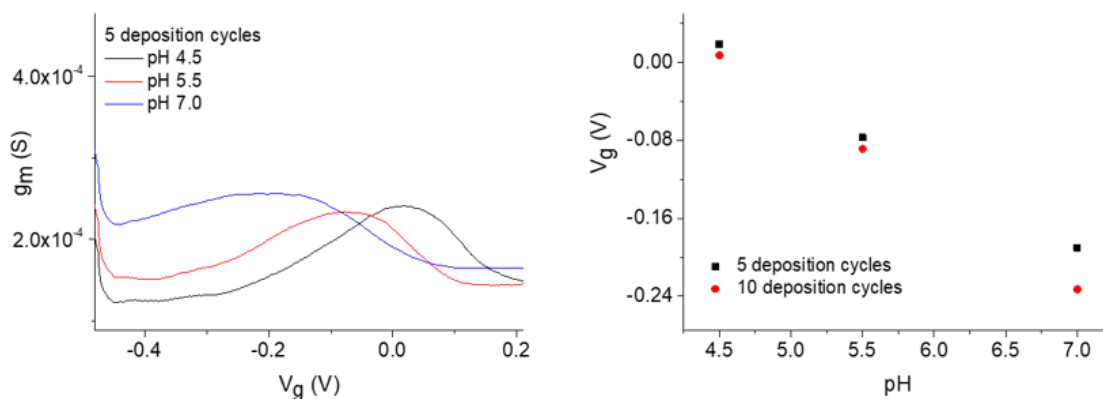 5 deposition cycles
pH 4.5
pH 5.5
pH 7.0
4.0x10⁻⁴
2.0x10⁻⁴
gm (S)
-0.4
-0.2
0.0
0.2
Vg (V)
0.00
-0.08
-0.16
-0.24
Vg (V)
5 deposition cycles
10 deposition cycles
4.5
5.0
5.5
6.0
6.5
7.0
pH